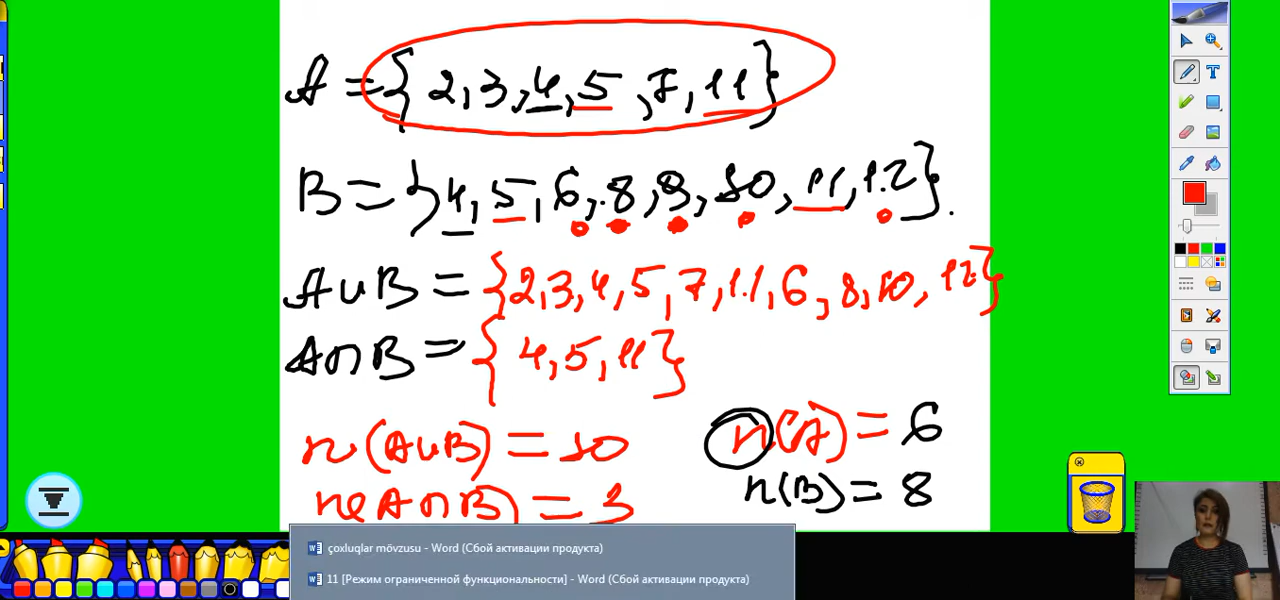 A = {2, 3, 4, 5, 7, 11}
B = {4, 5, 6, 8, 9, 10, 11, 12}.
A∪B = {2, 3, 4, 5, 7, 11, 6, 8, 10, 12}
A∩B = {4, 5, 11}
n(A∪B) = 10
n(A) = 6
n(A∩B) = 3
n(B) = 8
çoxluqlar mövzusu - Word (Сбой активации продукта)
11 [Режим ограниченной функциональности] - Word (Сбой активации продукта)
T